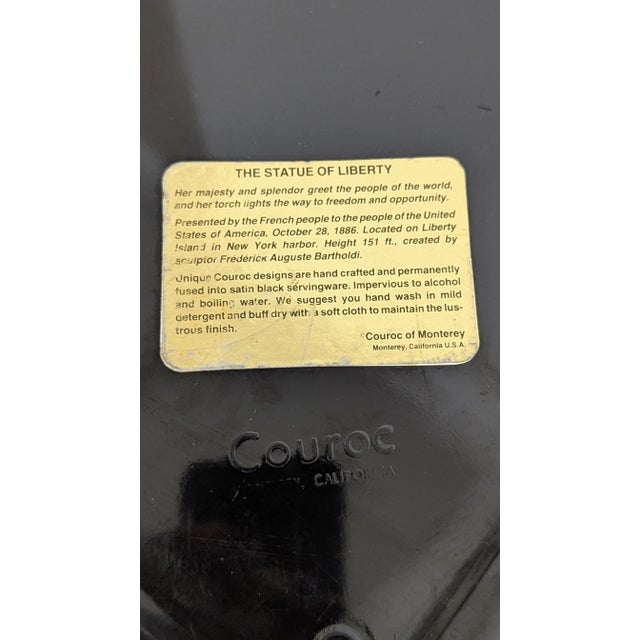 THE STATUE OF LIBERTY
Her majesty and splendor greet the people of the world,
and her torch lights the way to freedom and opportunity.
Presented by the French people to the people of the United
States of America, October 28, 1886. Located on Liberty
Island in New York harbor. Height 151 ft., created by
sculptor Fréderick Auguste Bartholdi.
Unique Couroc designs are hand crafted and permanently
fused into satin black servingware. Impervious to alcohol
and boiling water. We suggest you hand wash in mild
detergent and buff dry with a soft cloth to maintain the lus-
trous finish.
©Couroc of Monterey
Monterey, California U.S.A.
Couroc
MONTEREY, CALIFORNIA